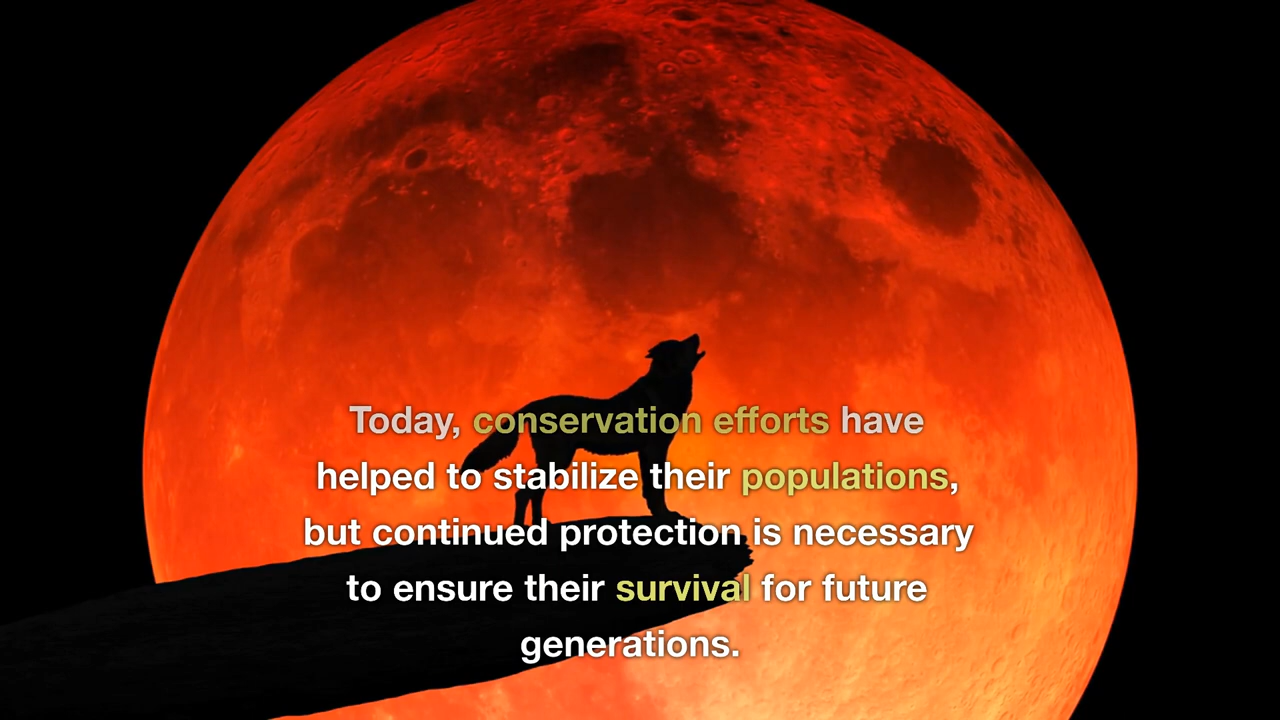 Today, conservation efforts have
helped to stabilize their populations,
but continued protection is necessary
to ensure their survival for future
generations.